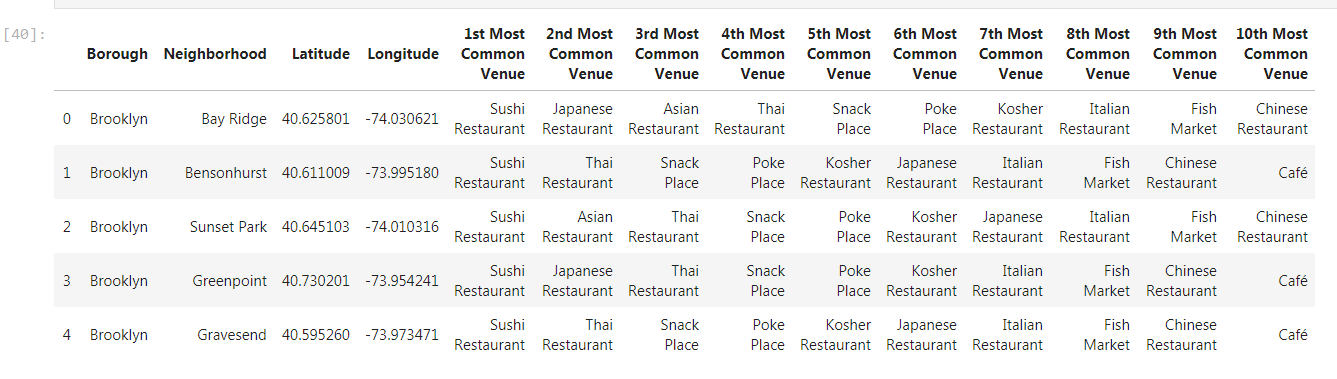 [40]:
Borough Neighborhood Latitude Longitude 1st Most Common Venue 2nd Most Common Venue 3rd Most Common Venue 4th Most Common Venue 5th Most Common Venue 6th Most Common Venue 7th Most Common Venue 8th Most Common Venue 9th Most Common Venue 10th Most Common Venue
0 Brooklyn Bay Ridge 40.625801 -74.030621 Sushi Restaurant Japanese Restaurant Asian Restaurant Thai Restaurant Snack Place Poke Place Kosher Restaurant Italian Restaurant Fish Market Chinese Restaurant
1 Brooklyn Bensonhurst 40.611009 -73.995180 Sushi Restaurant Thai Restaurant Snack Place Poke Place Kosher Restaurant Japanese Restaurant Italian Restaurant Fish Market Chinese Restaurant Café
2 Brooklyn Sunset Park 40.645103 -74.010316 Sushi Restaurant Asian Restaurant Thai Restaurant Snack Place Poke Place Kosher Restaurant Japanese Restaurant Italian Restaurant Fish Market Chinese Restaurant
3 Brooklyn Greenpoint 40.730201 -73.954241 Sushi Restaurant Japanese Restaurant Thai Restaurant Snack Place Poke Place Kosher Restaurant Italian Restaurant Fish Market Chinese Restaurant Café
4 Brooklyn Gravesend 40.595260 -73.973471 Sushi Restaurant Thai Restaurant Snack Place Poke Place Kosher Restaurant Japanese Restaurant Italian Restaurant Fish Market Chinese Restaurant Café